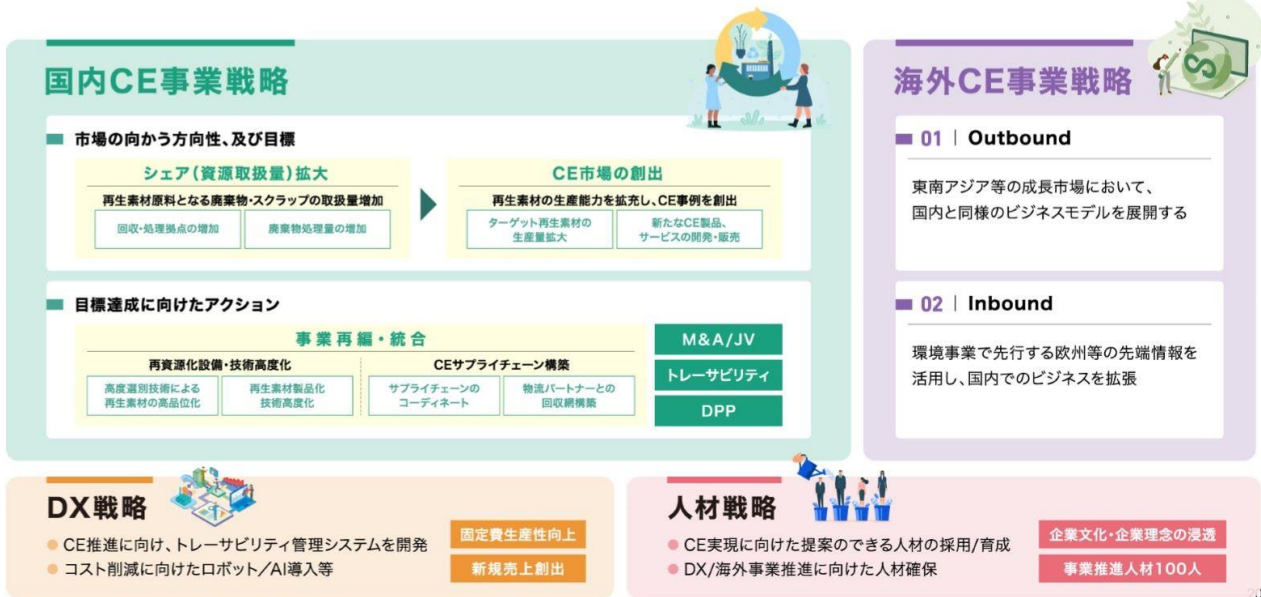 国内CE事業戦略
市場の向かう方向性、及び目標
シェア(資源取扱量)拡大
再生素材原料となる廃棄物・スクラップの取扱量増加
回収・処理拠点の増加
廃棄物処理量の増加
CE市場の創出
再生素材の生産能力を拡充し、CE事例を創出
ターゲット再生素材の
生産量拡大
新たなCE製品、
サービスの開発・販売
目標達成に向けたアクション
事業再編・統合
再資源化設備・技術高度化
高度選別技術による
再生素材の高品位化
再生素材製品化
技術高度化
CEサプライチェーン構築
サプライチェーンの
コーディネート
物流パートナーとの
回収網構築
M&A/JV
トレーサビリティ
DPP
海外CE事業戦略
01 | Outbound
東南アジア等の成長市場において、
国内と同様のビジネスモデルを展開する
02 | Inbound
環境事業で先行する欧州等の先端情報を
活用し、国内でのビジネスを拡張
DX戦略
CE推進に向け、トレーサビリティ管理システムを開発
コスト削減に向けたロボット／AI導入等
固定費生産性向上
新規売上創出
人材戦略
CE実現に向けた提案のできる人材の採用/育成
DX/海外事業推進に向けた人材確保
企業文化・企業理念の浸透
事業推進人材100人